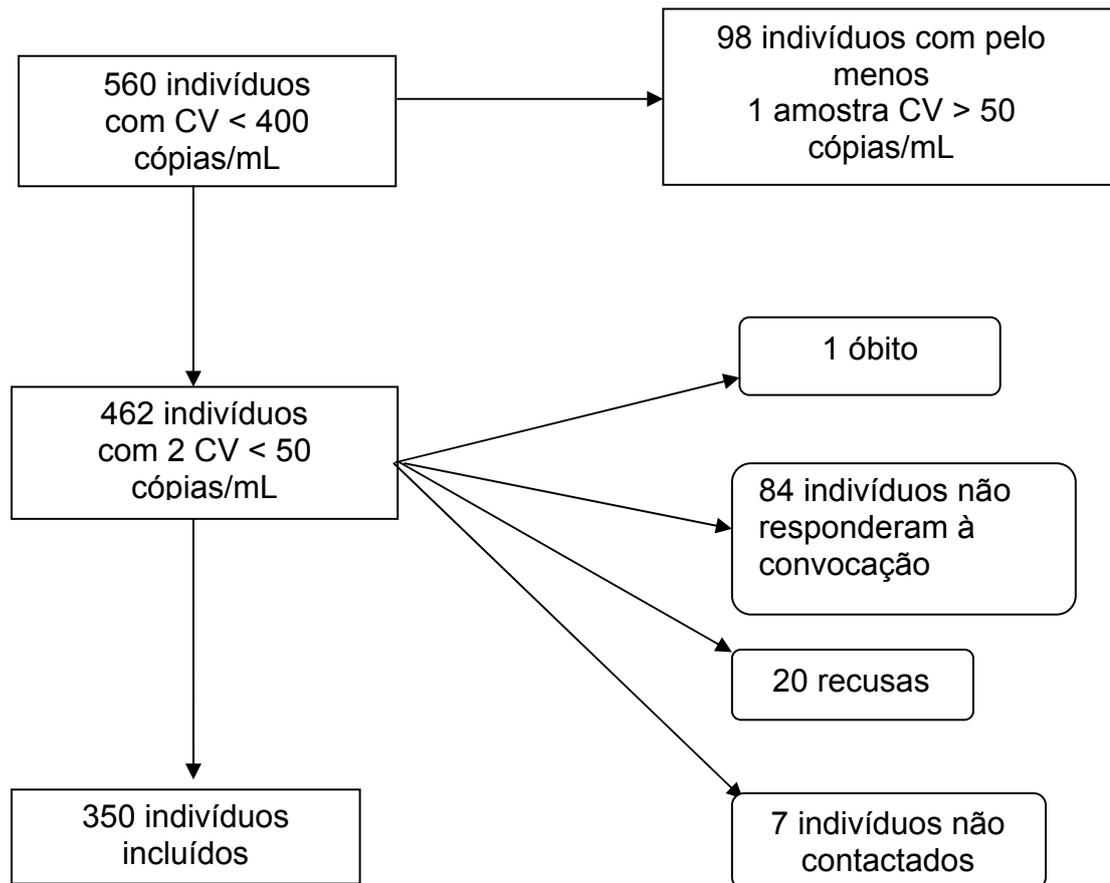 560 indivíduos
com CV < 400
cópias/mL
98 indivíduos com pelo
menos
1 amostra CV > 50
cópias/mL
462 indivíduos
com 2 CV < 50
cópias/mL
1 óbito
84 indivíduos não
responderam à
convocação
20 recusas
350 indivíduos
incluídos
7 indivíduos não
contactados